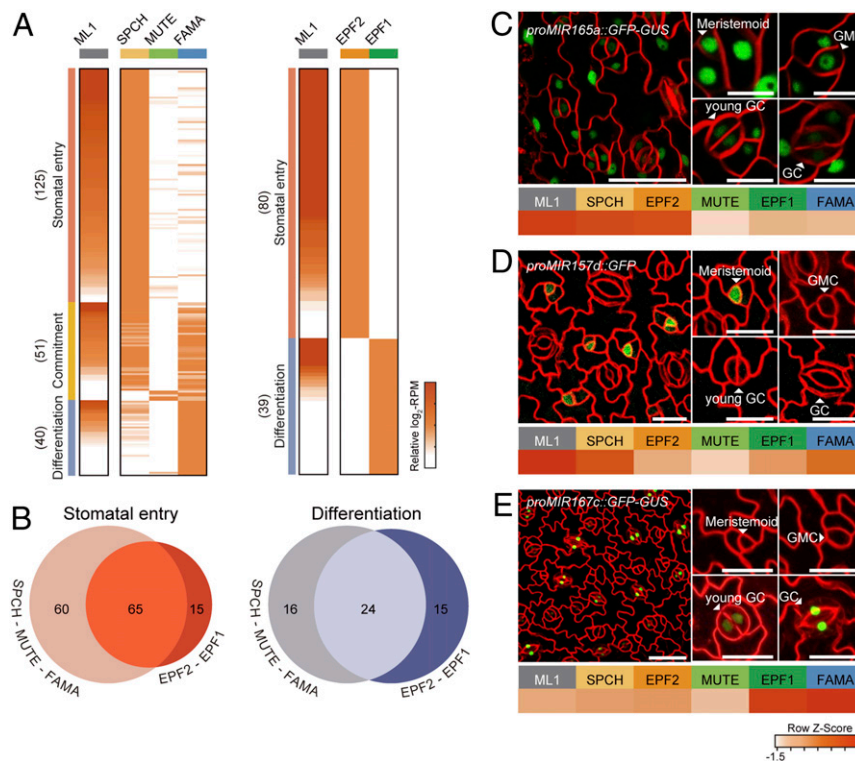 A
ML1
SPCH
MUTE
FAMA
(125)
Stomatal entry
(51)
Commitment
(40)
Differentiation
ML1
EPF2
EPF1
(80)
Stomatal entry
(39)
Differentiation
Relative log2-RPM
B
Stomatal entry
60
65
15
SPCH - MUTE - FAMA
EPF2 - EPF1
Differentiation
16
24
15
SPCH - MUTE - FAMA
EPF2 - EPF1
C
proMIR165a::GFP-GUS
Meristemoid
GM
young GC
GC
ML1 SPCH EPF2 MUTE EPF1 FAMA
D
proMIR157d::GFP
Meristemoid
GMC
young GC
GC
ML1 SPCH EPF2 MUTE EPF1 FAMA
E
proMIR167c::GFP-GUS
Meristemoid
GMC
young GC
GC
ML1 SPCH EPF2 MUTE EPF1 FAMA
Row Z-Score
-1.5